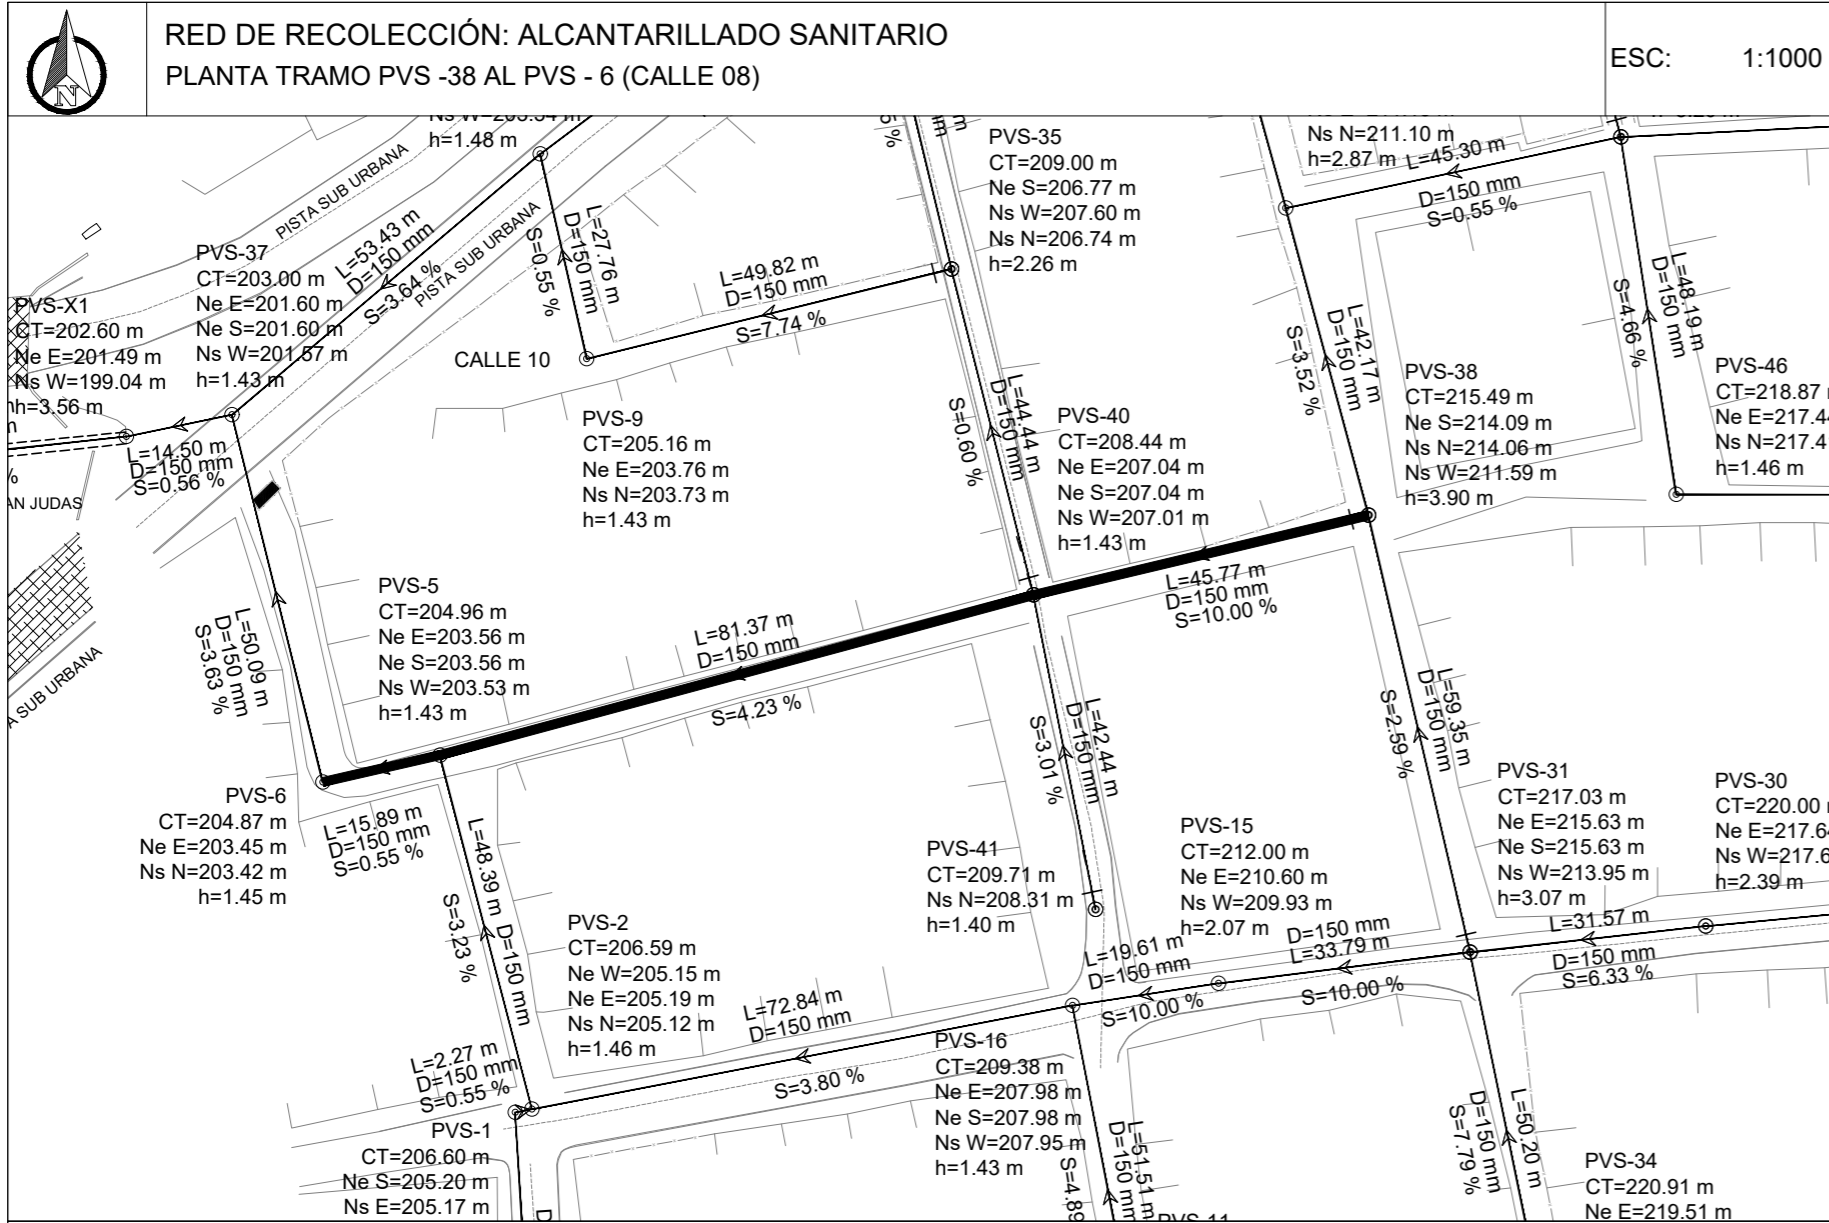 N
RED DE RECOLECCIÓN: ALCANTARILLADO SANITARIO
PLANTA TRAMO PVS -38 AL PVS - 6 (CALLE 08)
ESC: 1:1000
h=1.48 m
PISTA SUB URBANA
L=53.43 m
D=150 mm
S=3.64 %
PISTA SUB URBANA
PVS-37
CT=203.00 m
Ne E=201.60 m
Ne S=201.60 m
Ns W=201.57 m
h=1.43 m
PVS-X1
CT=202.60 m
Ne E=201.49 m
Ns W=199.04 m
h=3.56 m
L=14.50 m
D=150 mm
S=0.56 %
AN JUDAS
A SUB URBANA
L=27.76 m
D=150 mm
S=0.55 %
L=49.82 m
D=150 mm
S=7.74 %
CALLE 10
PVS-35
CT=209.00 m
Ne S=206.77 m
Ns W=207.60 m
Ns N=206.74 m
h=2.26 m
Ns N=211.10 m
h=2.87 m
L=45.30 m
D=150 mm
S=0.55 %
L=42.17 m
D=150 mm
S=3.52 %
L=48.19 m
D=150 mm
S=4.66 %
PVS-38
CT=215.49 m
Ne S=214.09 m
Ns N=214.06 m
Ns W=211.59 m
h=3.90 m
PVS-46
CT=218.87
Ne E=217.4
Ns N=217.4
h=1.46 m
PVS-9
CT=205.16 m
Ne E=203.76 m
Ns N=203.73 m
h=1.43 m
L=44.44 m
D=150 mm
S=0.60 %
PVS-40
CT=208.44 m
Ne E=207.04 m
Ne S=207.04 m
Ns W=207.01 m
h=1.43 m
L=45.77 m
D=150 mm
S=10.00 %
PVS-5
CT=204.96 m
Ne E=203.56 m
Ne S=203.56 m
Ns W=203.53 m
h=1.43 m
L=50.09 m
D=150 mm
S=3.63 %
L=81.37 m
D=150 mm
S=4.23 %
PVS-6
CT=204.87 m
Ne E=203.45 m
Ns N=203.42 m
h=1.45 m
L=15.89 m
D=150 mm
S=0.55 %
L=48.39 m
D=150 mm
S=3.23 %
L=42.44 m
D=150 mm
S=3.01 %
L=59.35 m
D=150 mm
S=2.59 %
PVS-31
CT=217.03 m
Ne E=215.63 m
Ne S=215.63 m
Ns W=213.95 m
h=3.07 m
PVS-30
CT=220.00
Ne E=217.6
Ns W=217.6
h=2.39 m
PVS-41
CT=209.71 m
Ns N=208.31 m
h=1.40 m
PVS-15
CT=212.00 m
Ne E=210.60 m
Ns W=209.93 m
h=2.07 m
L=19.61 m
D=150 mm
S=10.00 %
D=150 mm
L=33.79 m
S=10.00 %
L=31.57 m
D=150 mm
S=6.33 %
PVS-2
CT=206.59 m
Ne W=205.15 m
Ne E=205.19 m
Ns N=205.12 m
h=1.46 m
L=72.84 m
D=150 mm
S=3.80 %
L=2.27 m
D=150 mm
S=0.55 %
PVS-1
CT=206.60 m
Ne S=205.20 m
Ns E=205.17 m
PVS-16
CT=209.38 m
Ne E=207.98 m
Ne S=207.98 m
Ns W=207.95 m
h=1.43 m
L=51.51 m
D=150 mm
S=4.89
L=50.20 m
D=150 mm
S=7.79 %
PVS-34
CT=220.91 m
Ne E=219.51 m